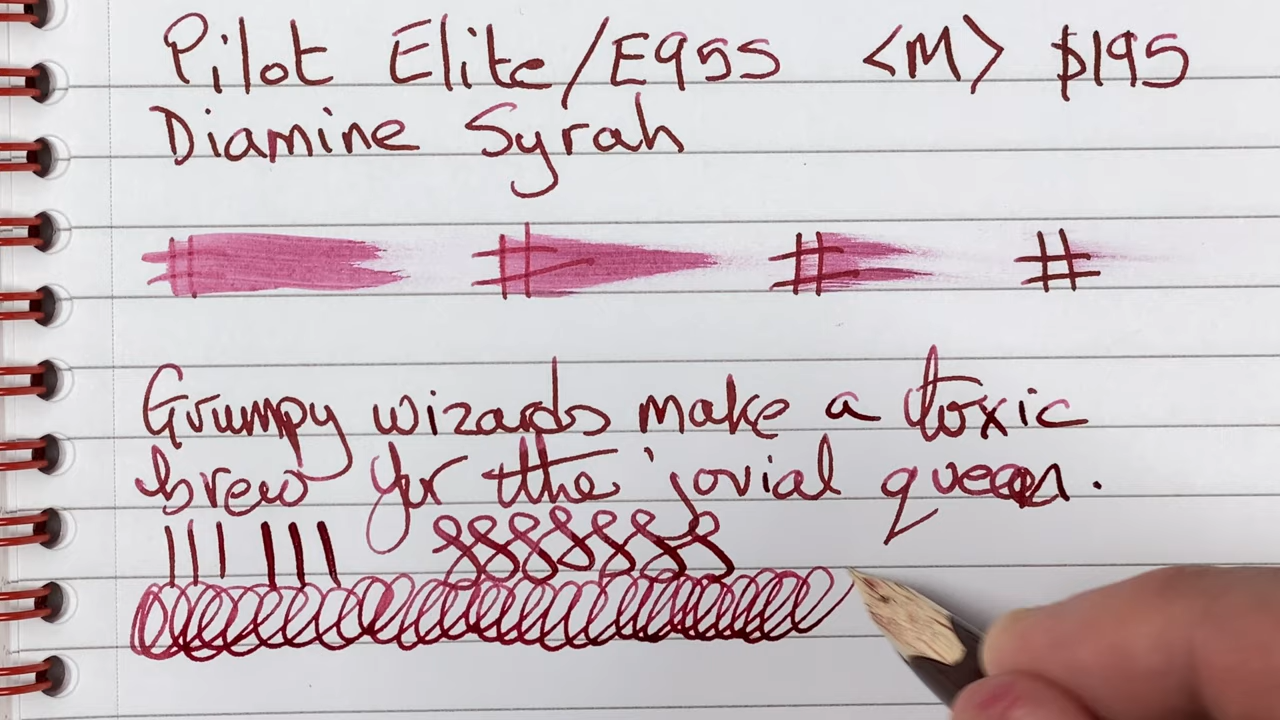 Pilot Elite/E95S <M> $195
Diamine Syrah
# # # #
Grumpy wizards make a toxic
brew for the jovial queen.